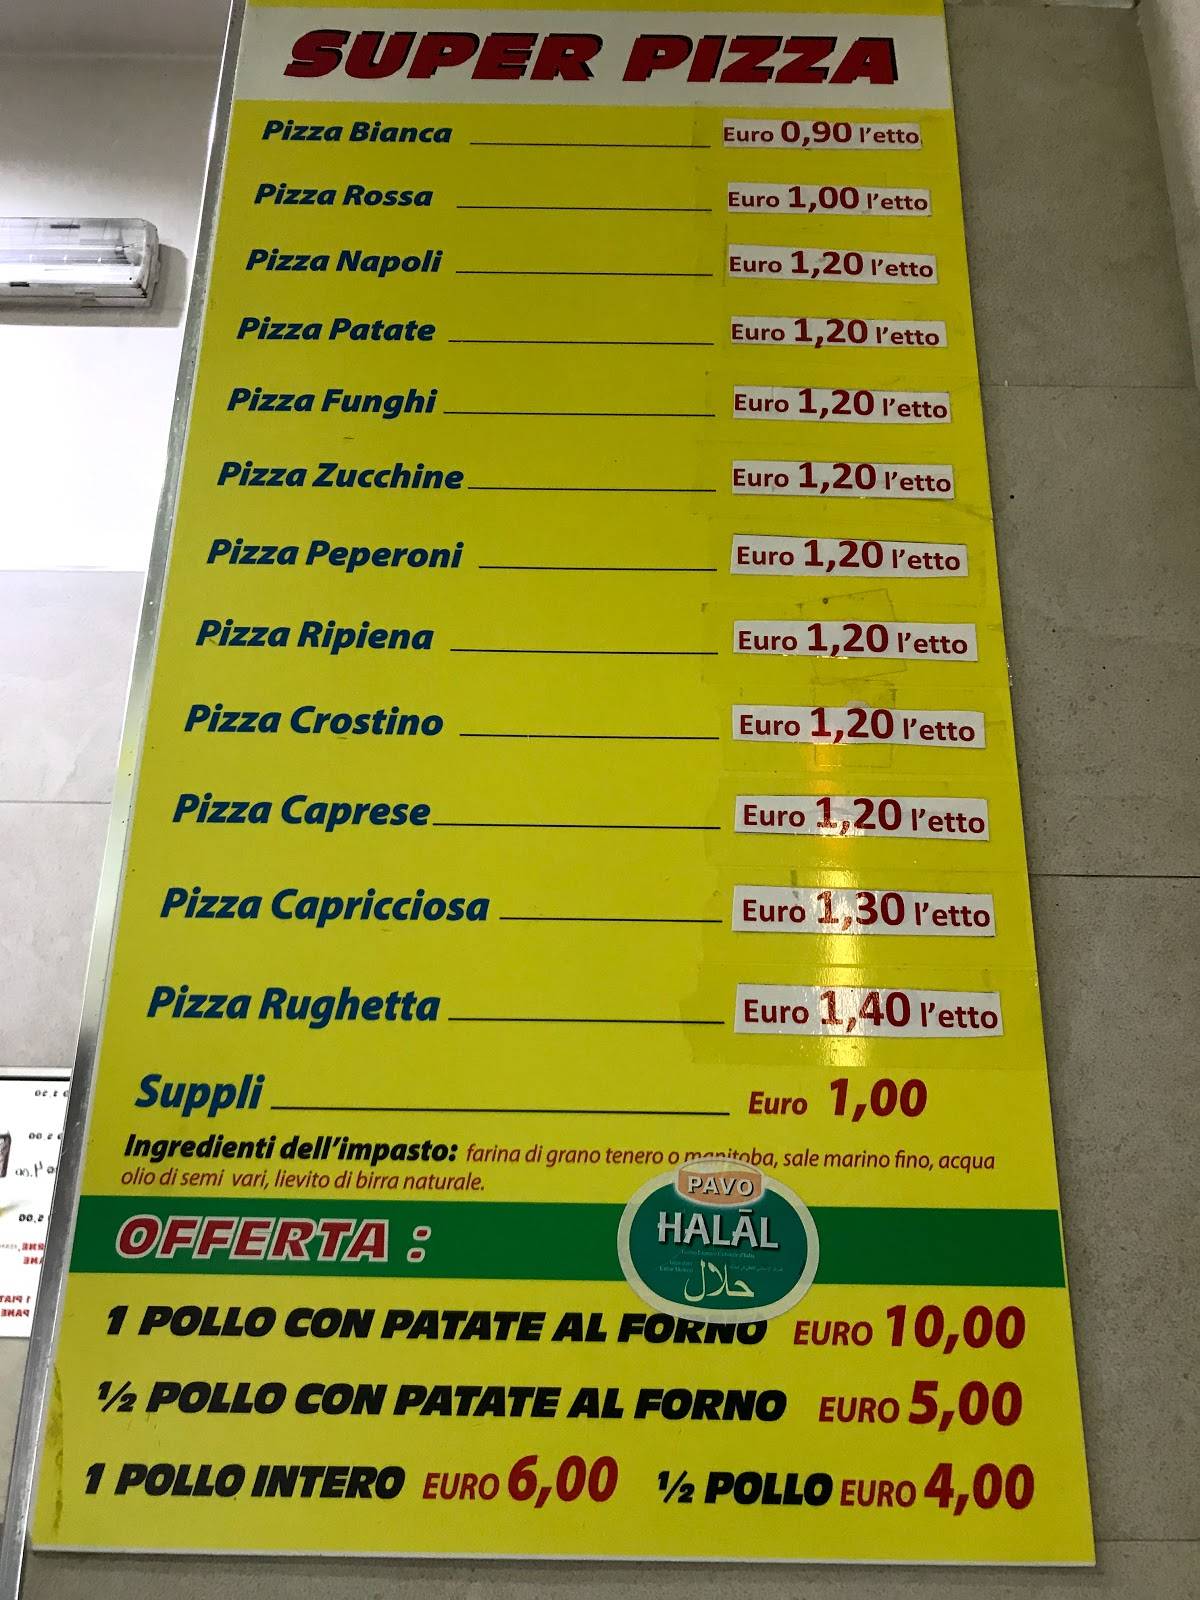 SUPER PIZZA
Pizza Bianca Euro 0,90 l'etto
Pizza Rossa Euro 1,00 l'etto
Pizza Napoli Euro 1,20 l'etto
Pizza Patate Euro 1,20 l'etto
Pizza Funghi Euro 1,20 l'etto
Pizza Zucchine Euro 1,20 l'etto
Pizza Peperoni Euro 1,20 l'etto
Pizza Ripiena Euro 1,20 l'etto
Pizza Crostino Euro 1,20 l'etto
Pizza Caprese Euro 1,20 l'etto
Pizza Capricciosa Euro 1,30 l'etto
Pizza Rughetta Euro 1,40 l'etto
Suppli Euro 1,00
Ingredienti dell'impasto: farina di grano tenero o manitoba, sale marino fino, acqua
olio di semi vari, lievito di birra naturale.
PAVO
HALĀL
حلال
OFFERTA :
1 POLLO CON PATATE AL FORNO EURO 10,00
½ POLLO CON PATATE AL FORNO EURO 5,00
1 POLLO INTERO EURO 6,00 ½ POLLO EURO 4,00